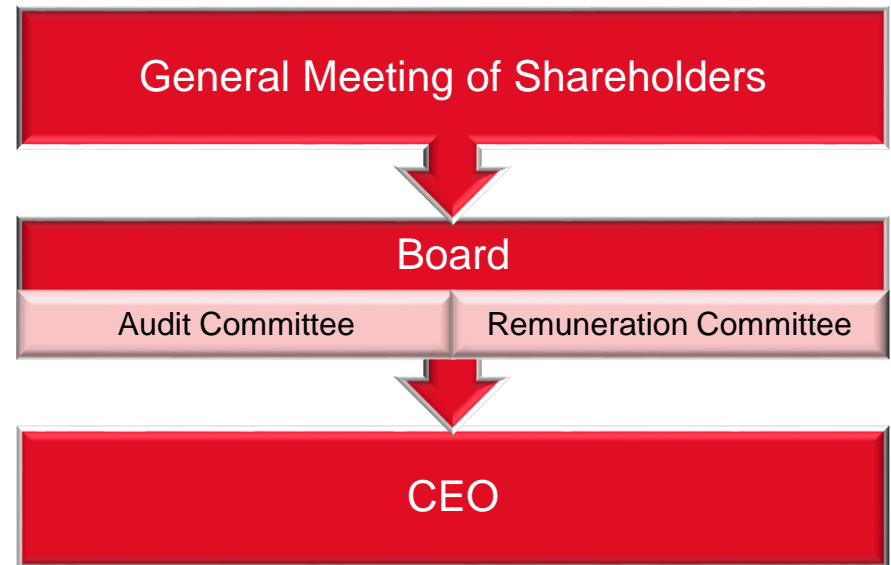 General Meeting of Shareholders
Board
Audit Committee
Remuneration Committee
CEO